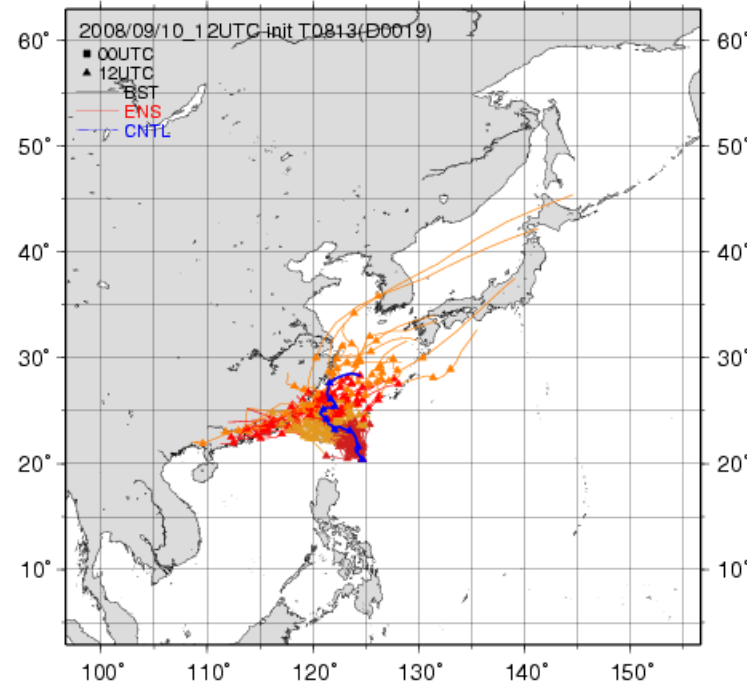 2008/09/10_12UTC init T0813(D0019)
■ 00UTC
▲ 12UTC
BST
ENS
CNTL
60° 60°
50° 50°
40° 40°
30° 30°
20° 20°
10° 10°
100° 110° 120° 130° 140° 150°